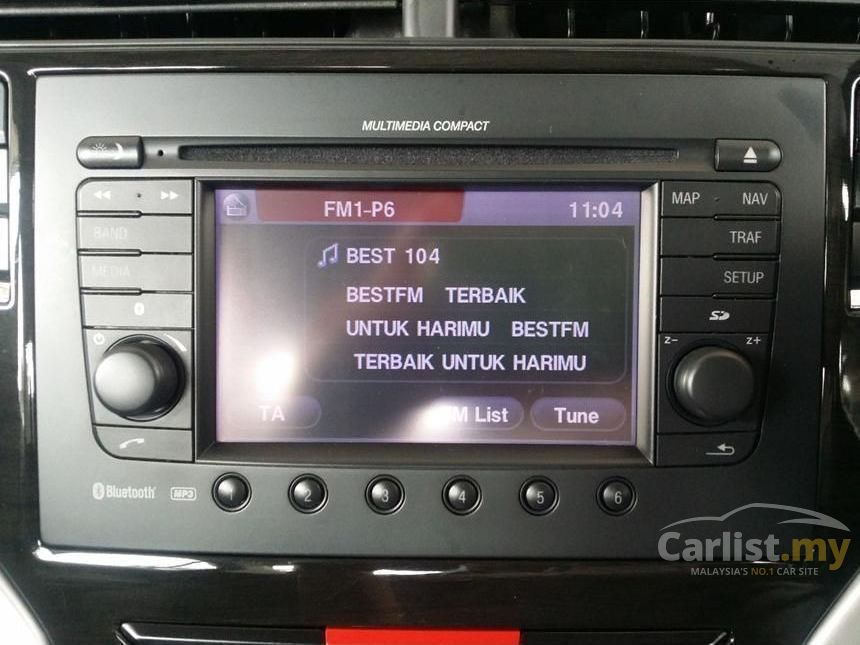 MULTIMEDIA COMPACT
FM1-P6 11:04
MAP NAV
BAND
TRAF
BEST 104
MEDIA
SETUP
BESTFM TERBAIK
UNTUK HARIMU BESTFM
z- z+
TERBAIK UNTUK HARIMU
TA List Tune
Bluetooth MP3 1 2 3 4 5 6
Carlist.my
MALAYSIA'S NO.1 CAR SITE